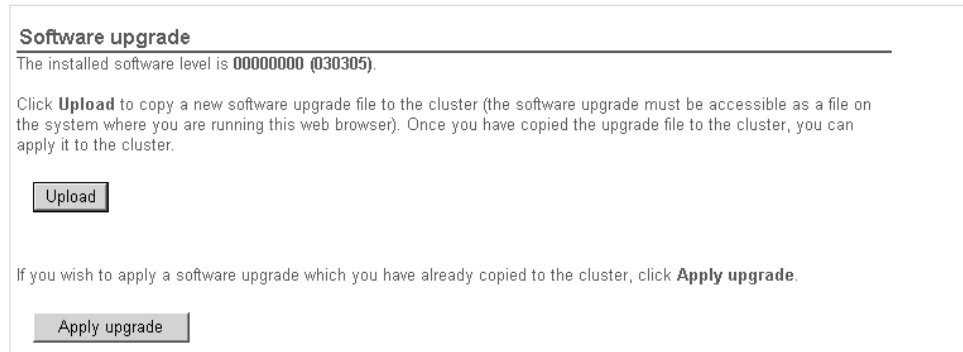 Software upgrade
The installed software level is 00000000 (030305).
Click Upload to copy a new software upgrade file to the cluster (the software upgrade must be accessible as a file on
the system where you are running this web browser). Once you have copied the upgrade file to the cluster, you can
apply it to the cluster.
Upload
If you wish to apply a software upgrade which you have already copied to the cluster, click Apply upgrade.
Apply upgrade